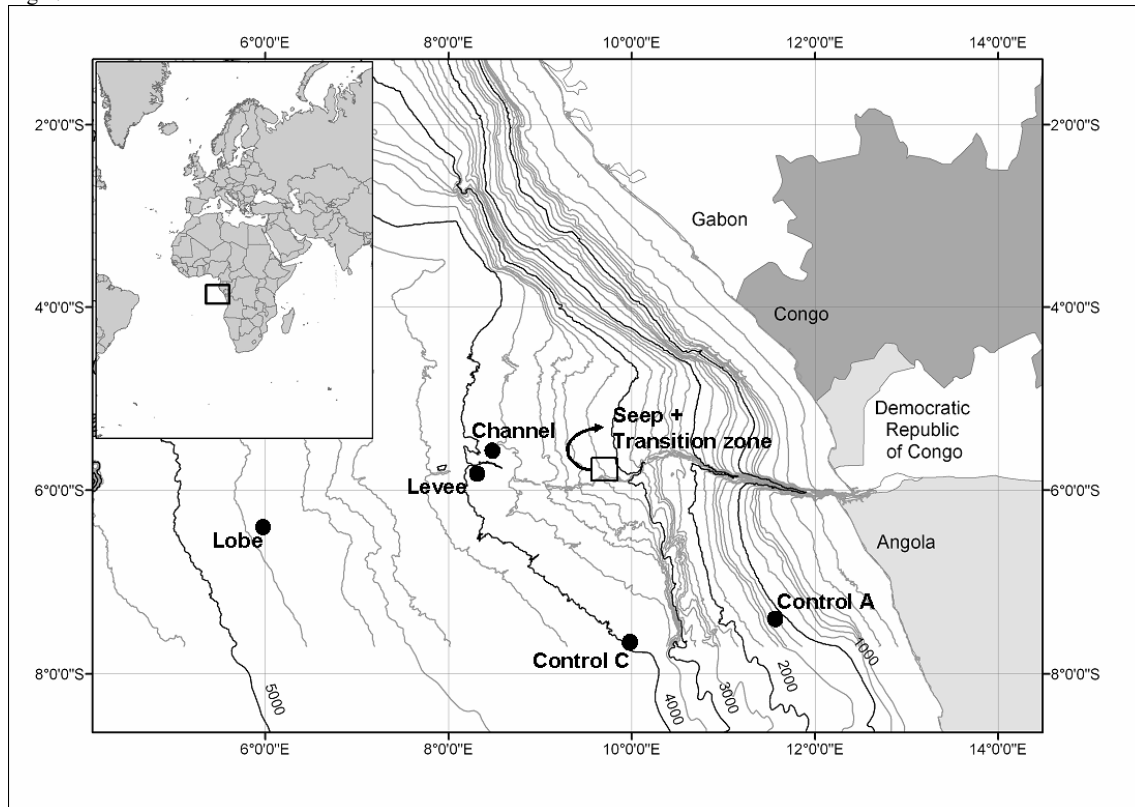 6°0'0"E 8°0'0"E 10°0'0"E 12°0'0"E 14°0'0"E
2°0'0"S 2°0'0"S
Gabon
4°0'0"S Congo 4°0'0"S
Seep +
Transition zone
Democratic
Republic
of Congo
Channel
Levee
6°0'0"S 6°0'0"S
Lobe
Angola
Control A
Control C
8°0'0"S 8°0'0"S
5000 4000 3000 2000 1000
6°0'0"E 8°0'0"E 10°0'0"E 12°0'0"E 14°0'0"E